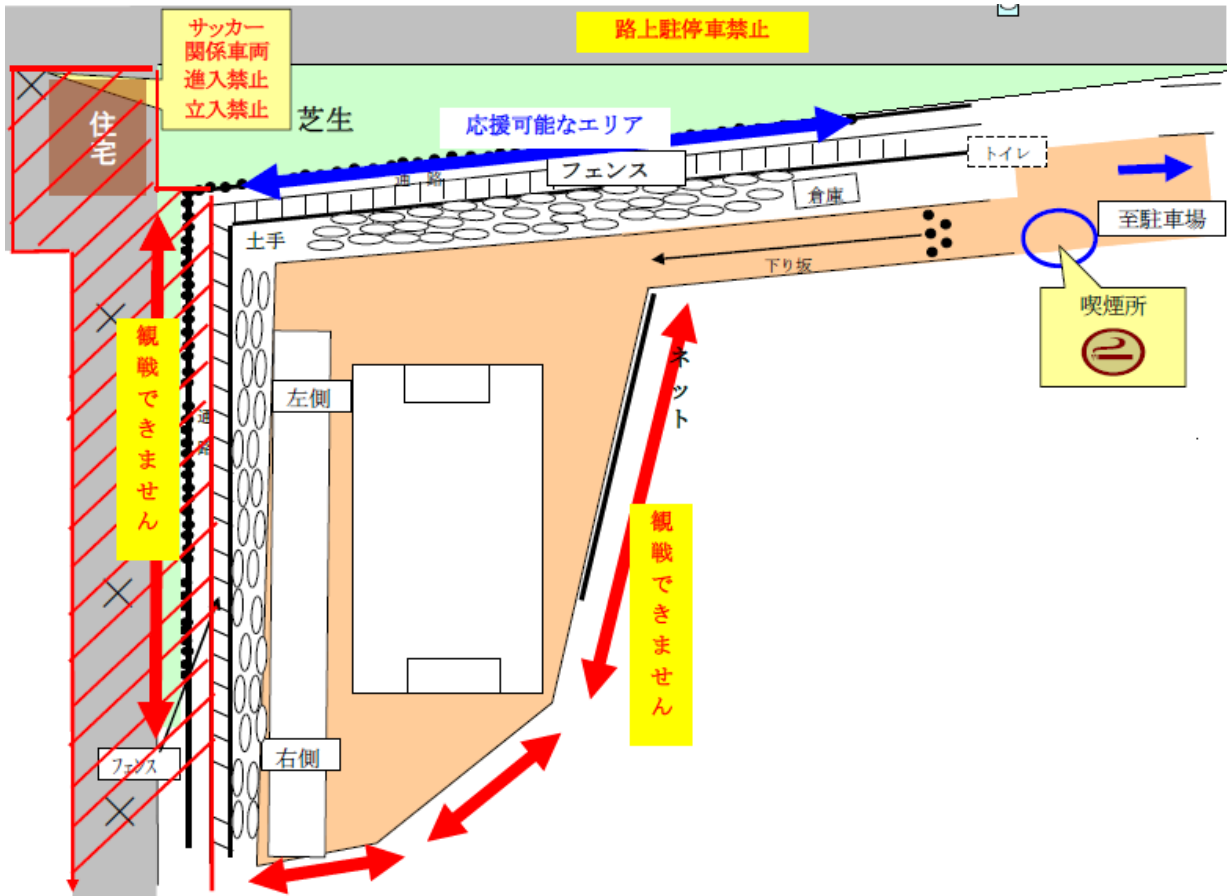 路上駐停車禁止
サッカー
関係車両
進入禁止
立入禁止
住宅
芝生
応援可能なエリア
フェンス
通路
トイレ
倉庫
至駐車場
土手
下り坂
喫煙所
観戦できません
ネット
左側
通路
観戦できません
右側
フェンス